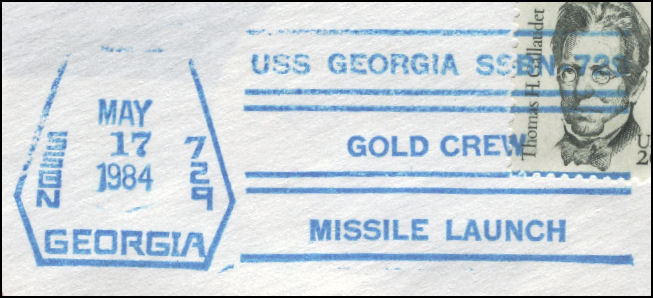 MAY
17
1984
SSBN
729
GEORGIA
USS GEORGIA SSBN 729
GOLD CREW
MISSILE LAUNCH
Thomas H. Gallaudet